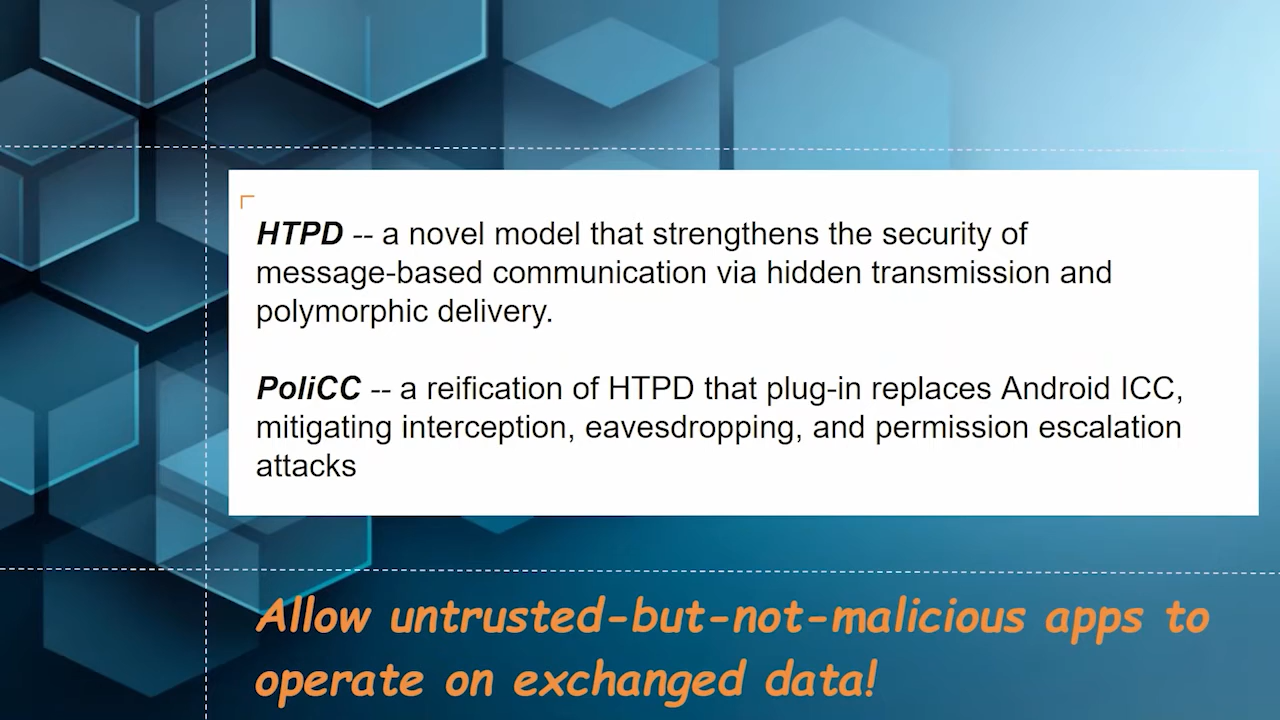 HTPD -- a novel model that strengthens the security of
message-based communication via hidden transmission and
polymorphic delivery.
PoliCC -- a reification of HTPD that plug-in replaces Android ICC,
mitigating interception, eavesdropping, and permission escalation
attacks
Allow untrusted-but-not-malicious apps to
operate on exchanged data!